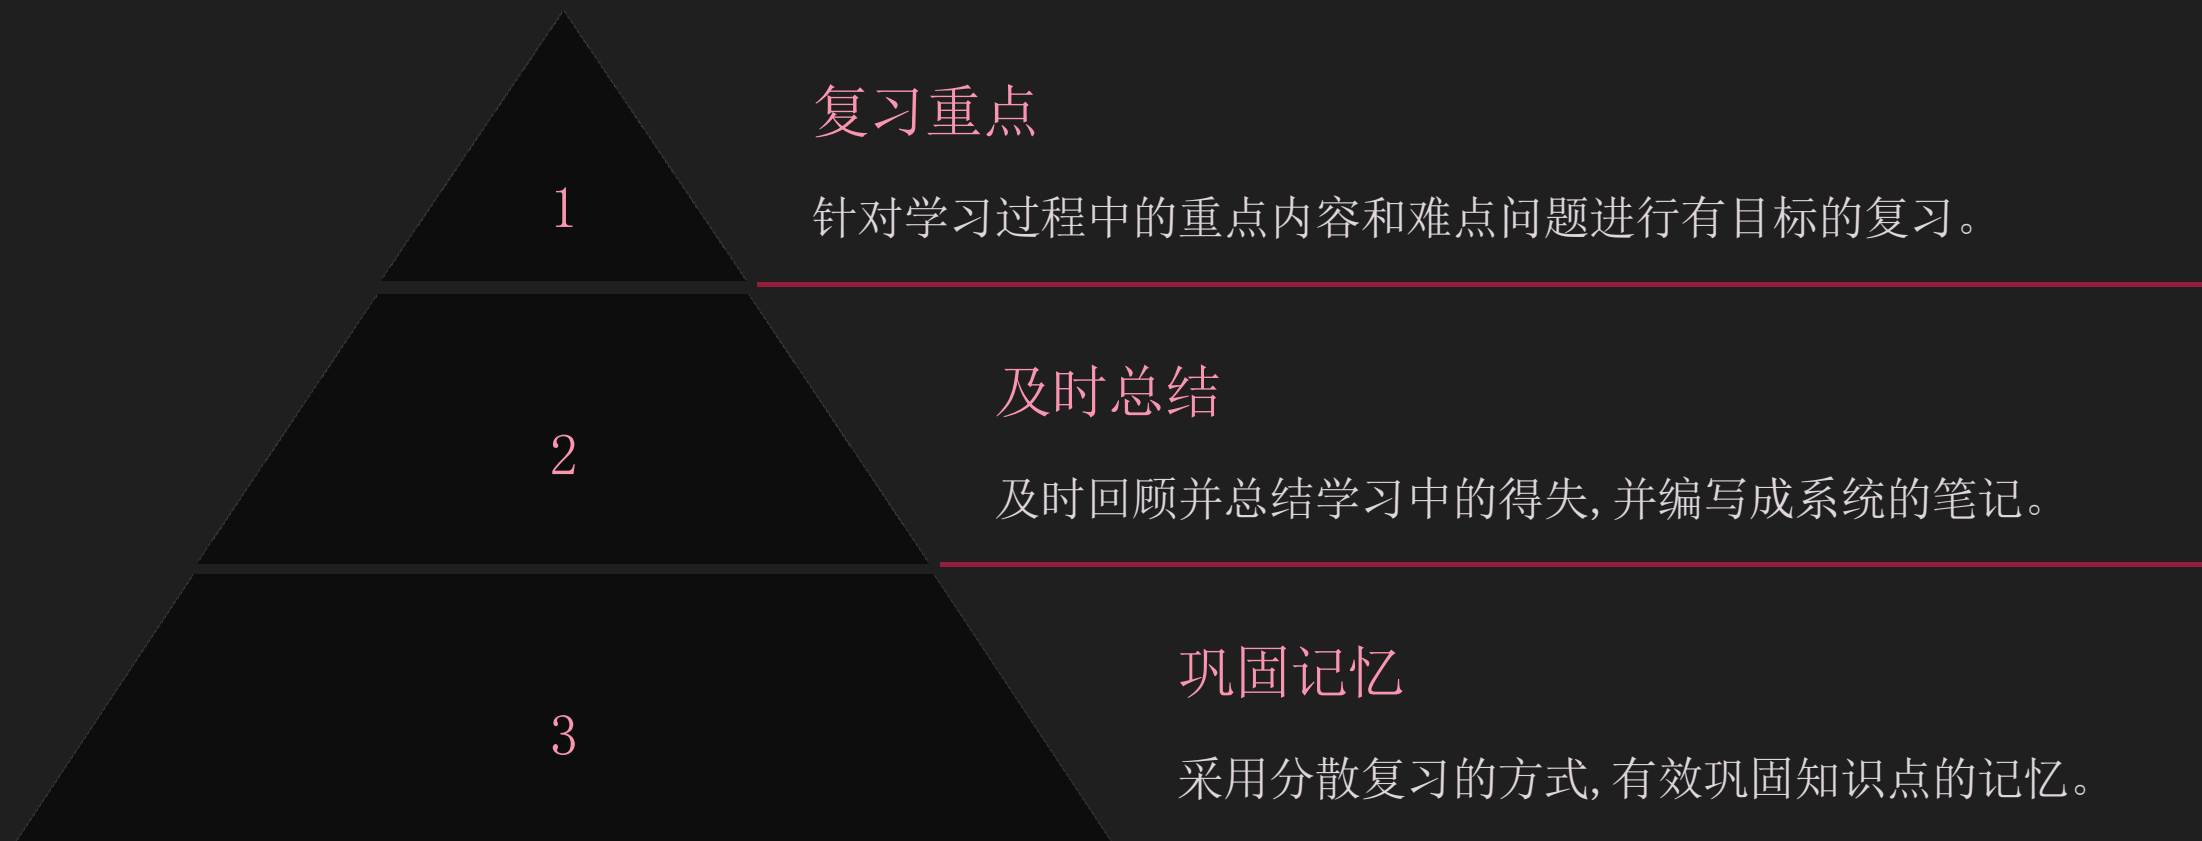 1
复习重点
针对学习过程中的重点内容和难点问题进行有目标的复习。
2
及时总结
及时回顾并总结学习中的得失,并编写成系统的笔记。
3
巩固记忆
采用分散复习的方式,有效巩固知识点的记忆。